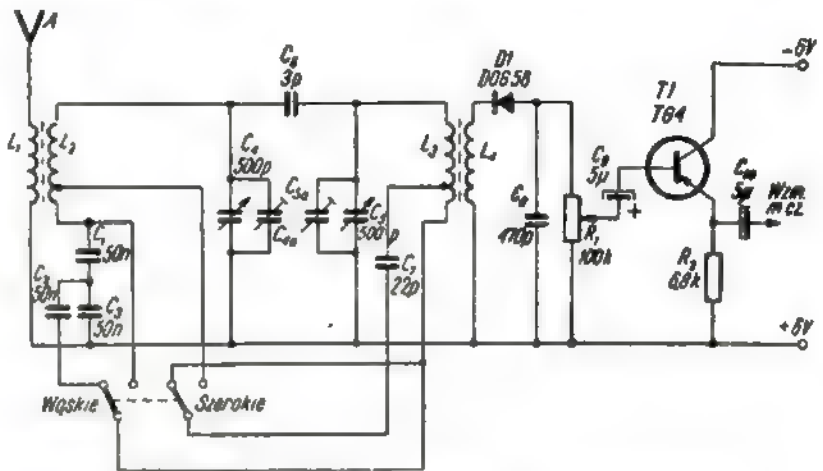 A
L₁
L₂
C₁
50n
C₂
50n
C₃
50n
C₄
500p
C₄ₐ
C₅ₐ
C₅
500p
C₆
3p
L₃
L₄
C₇
22p
D1
DOG58
C₈
470p
R₁
100k
C₉
5μ
+
T1
TG4
C₁₀
5μ
Wzm.
m.cz.
R₂
6,8k
-6V
+6V
Wąskie
Szerokie